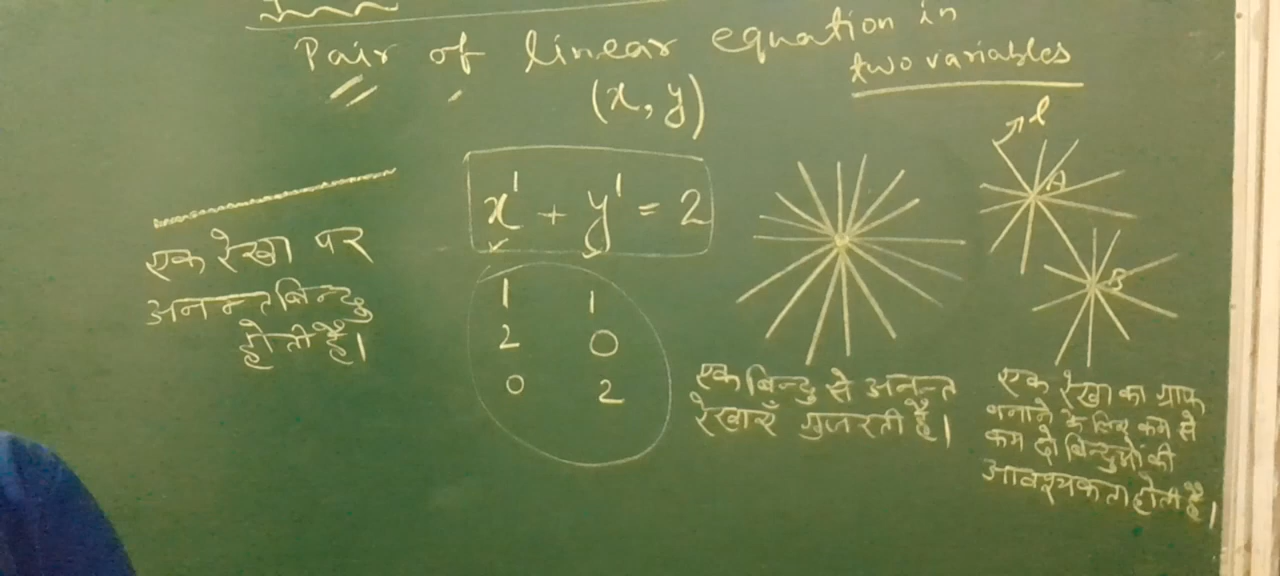 Pair of linear equation in
two variables
(x, y)
l
A
B
x¹ + y¹ = 2
1 1
2 0
0 2
एक रेखा पर
अनन्त बिन्दु
होती है।
एक बिन्दु से अनन्त
रेखाएँ गुजरती है।
एक रेखा का ग्राफ
बनाने के लिए कम से
कम दो बिन्दुओं की
आवश्यकता होती है।